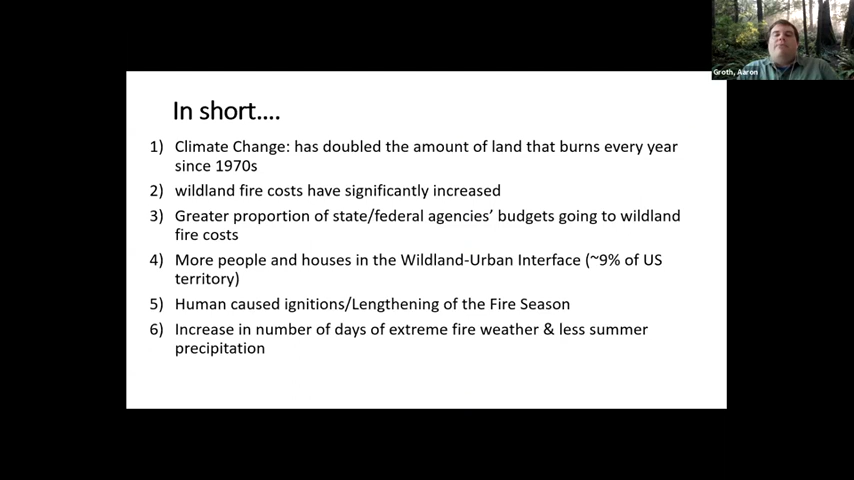 Groth, Aaron
In short....
1) Climate Change: has doubled the amount of land that burns every year
since 1970s
2) wildland fire costs have significantly increased
3) Greater proportion of state/federal agencies’ budgets going to wildland
fire costs
4) More people and houses in the Wildland-Urban Interface (~9% of US
territory)
5) Human caused ignitions/Lengthening of the Fire Season
6) Increase in number of days of extreme fire weather & less summer
precipitation